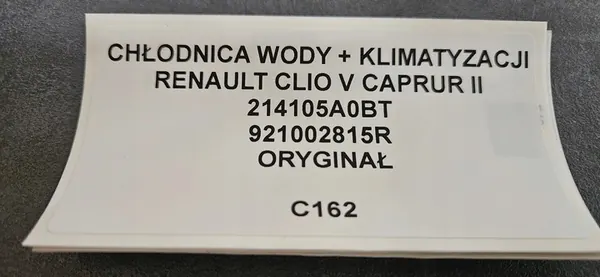 CHŁODNICA WODY + KLIMATYZACJI
RENAULT CLIO V CAPRUR II
214105A0BT
921002815R
ORYGINAŁ
C162